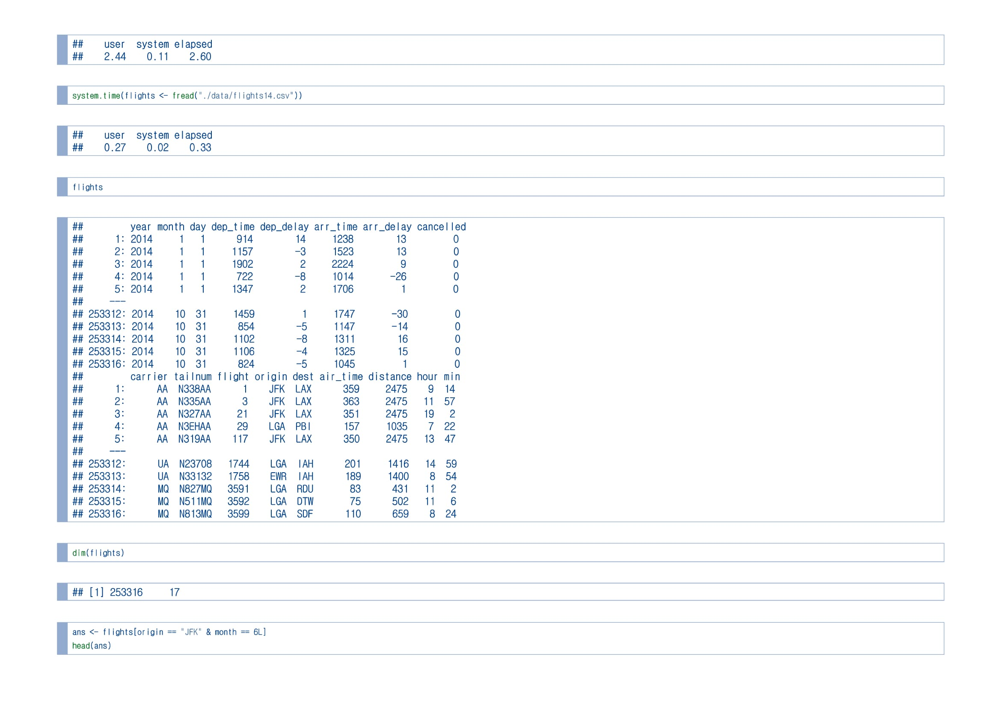 ##    user  system elapsed
##    2.44    0.11    2.60
system.time(flights <- fread("./data/flights14.csv"))
##    user  system elapsed
##    0.27    0.02    0.33
flights
##         year month day dep_time dep_delay arr_time arr_delay cancelled
##      1: 2014     1   1      914        14     1238        13         0
##      2: 2014     1   1     1157        -3     1523        13         0
##      3: 2014     1   1     1902         2     2224         9         0
##      4: 2014     1   1      722        -8     1014       -26         0
##      5: 2014     1   1     1347         2     1706         1         0
##     ---
## 253312: 2014    10  31     1459         1     1747       -30         0
## 253313: 2014    10  31      854        -5     1147       -14         0
## 253314: 2014    10  31     1102        -8     1311        16         0
## 253315: 2014    10  31     1106        -4     1325        15         0
## 253316: 2014    10  31      824        -5     1045         1         0
##         carrier tailnum flight origin dest air_time distance hour min
##      1:      AA  N338AA      1    JFK  LAX      359     2475    9  14
##      2:      AA  N335AA      3    JFK  LAX      363     2475   11  57
##      3:      AA  N327AA     21    JFK  LAX      351     2475   19   2
##      4:      AA  N3EHAA     29    LGA  PBI      157     1035    7  22
##      5:      AA  N319AA    117    JFK  LAX      350     2475   13  47
##     ---
## 253312:      UA  N23708   1744    LGA  IAH      201     1416   14  59
## 253313:      UA  N33132   1758    EWR  IAH      189     1400    8  54
## 253314:      MQ  N827MQ   3591    LGA  RDU       83      431   11   2
## 253315:      MQ  N511MQ   3592    LGA  DTW       75      502   11   6
## 253316:      MQ  N813MQ   3599    LGA  SDF      110      659    8  24
dim(flights)
## [1] 253316     17
ans <- flights[origin == "JFK" & month == 6L]
head(ans)